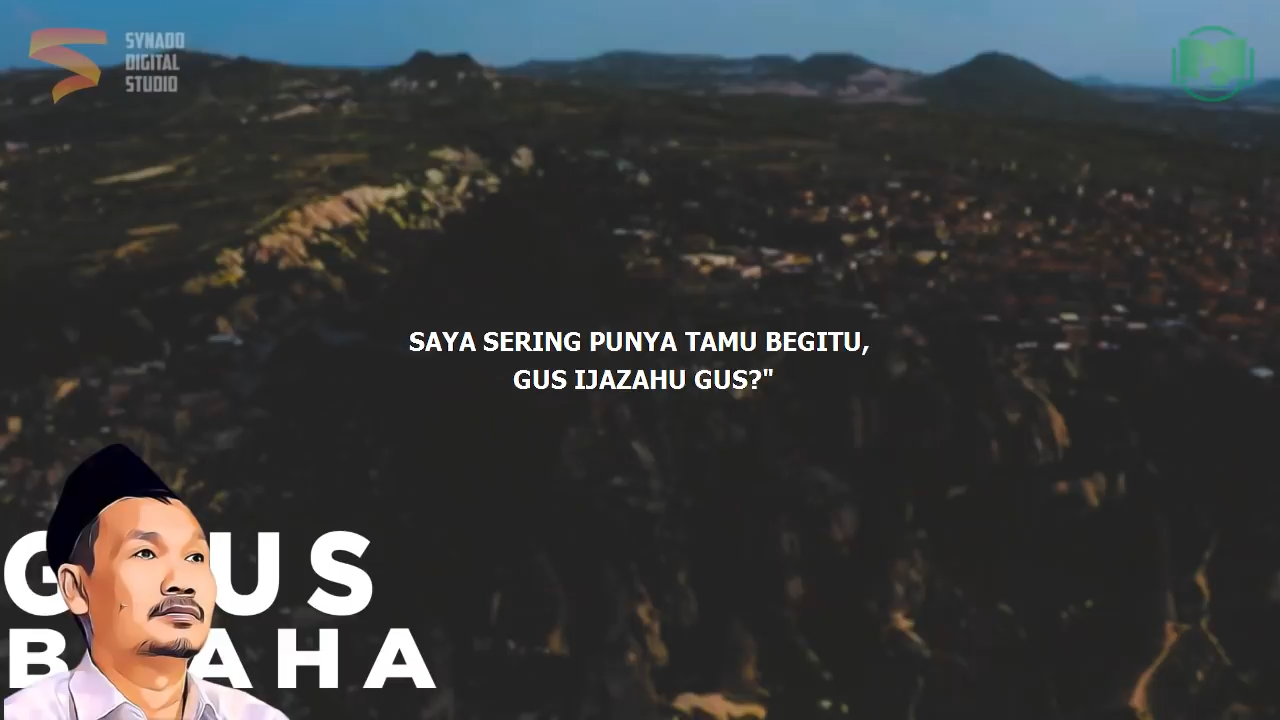 SYNADO
DIGITAL
STUDIO
SAYA SERING PUNYA TAMU BEGITU,
GUS IJAZAHU GUS?"
GUS
BAHA